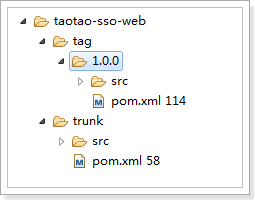 taotao-sso-web
tag
1.0.0
src
pom.xml 114
trunk
src
pom.xml 58